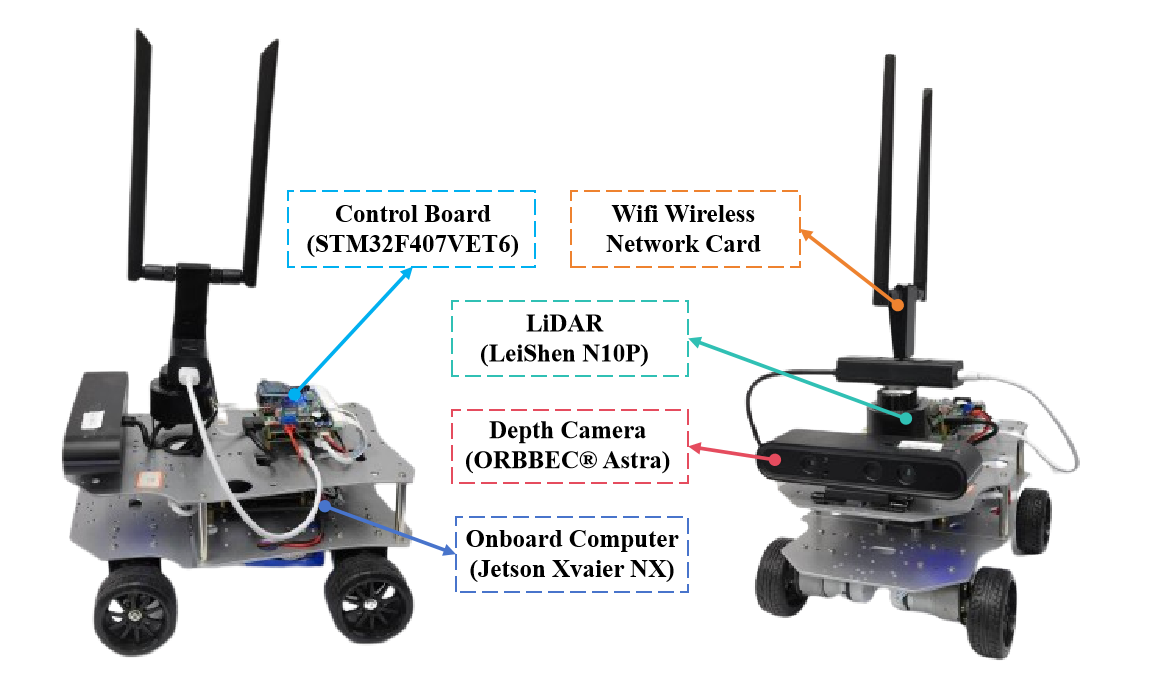 Control Board
(STM32F407VET6)
Wifi Wireless
Network Card
LiDAR
(LeiShen N10P)
Depth Camera
(ORBBEC® Astra)
Onboard Computer
(Jetson Xvaier NX)